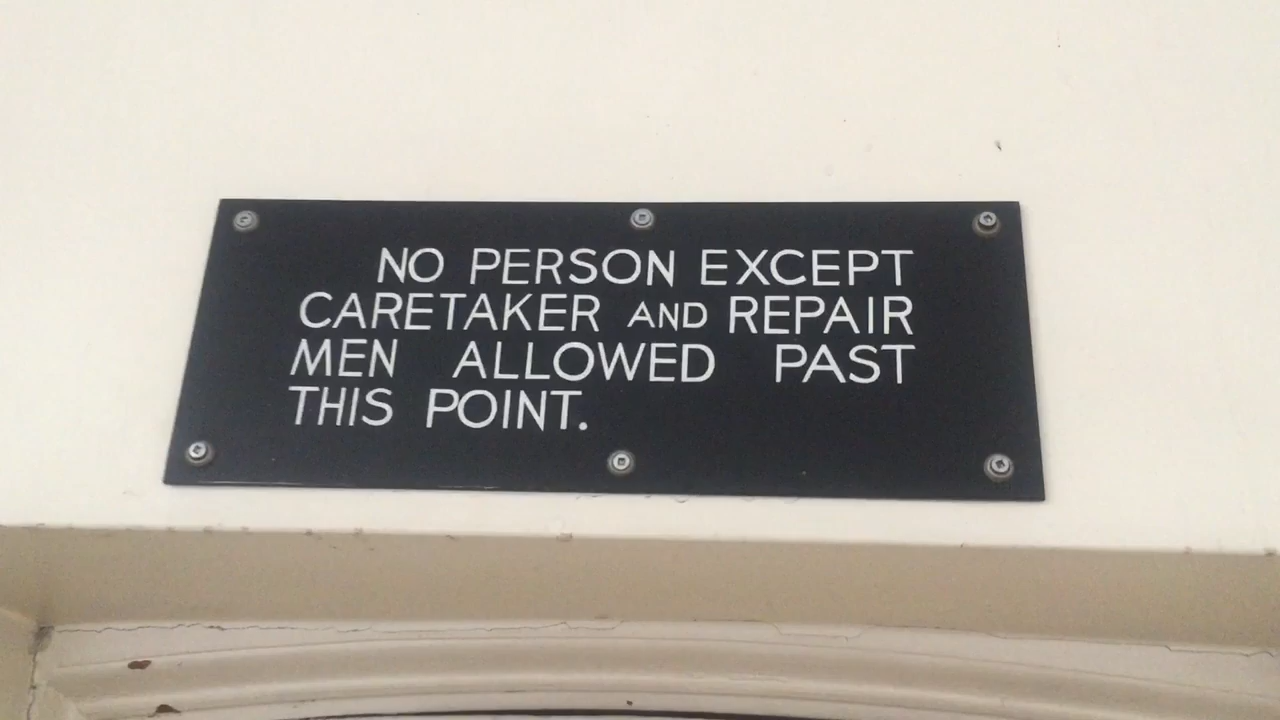 NO PERSON EXCEPT
CARETAKER AND REPAIR
MEN ALLOWED PAST
THIS POINT.